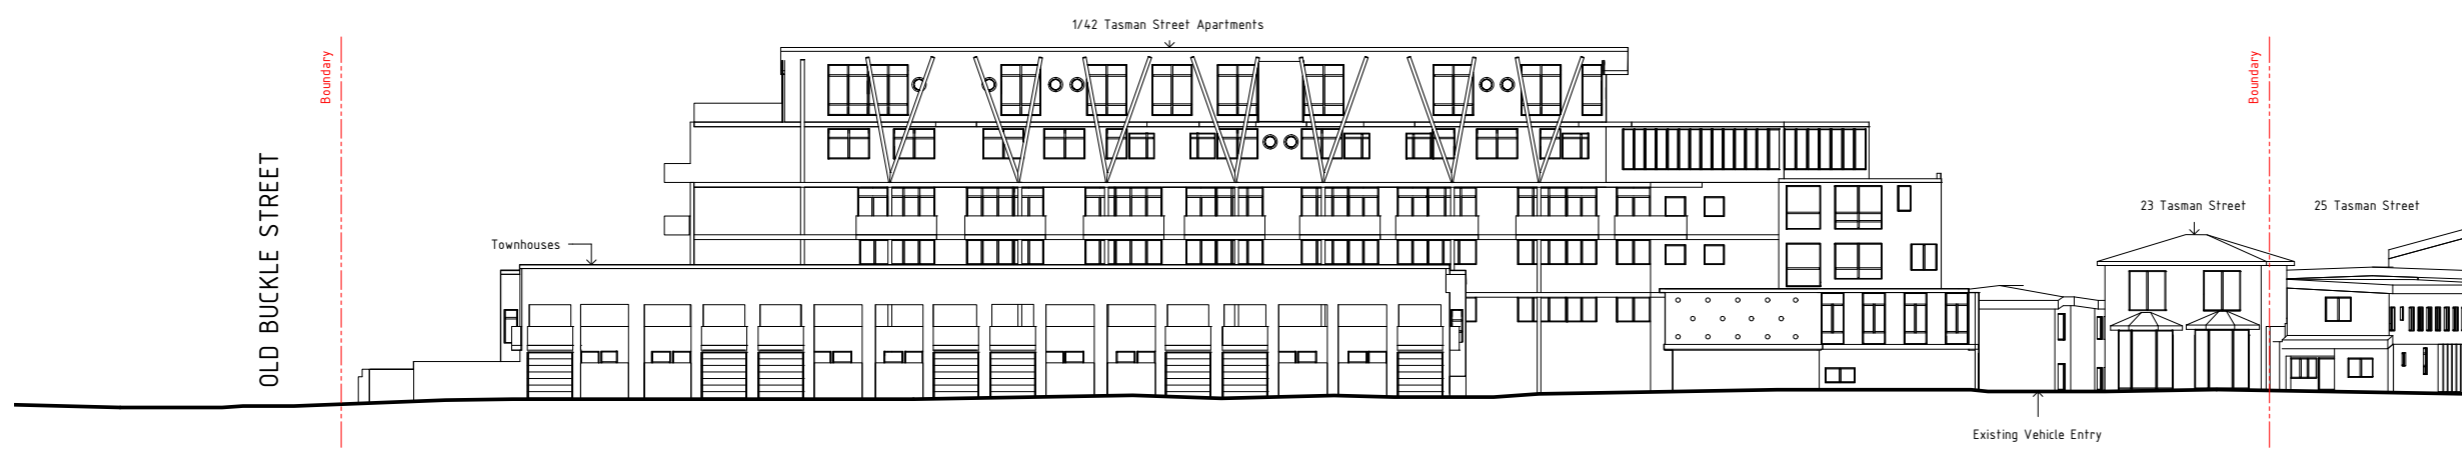 1/42 Tasman Street Apartments
Boundary
Boundary
OLD BUCKLE STREET
Townhouses
23 Tasman Street
25 Tasman Street
Existing Vehicle Entry